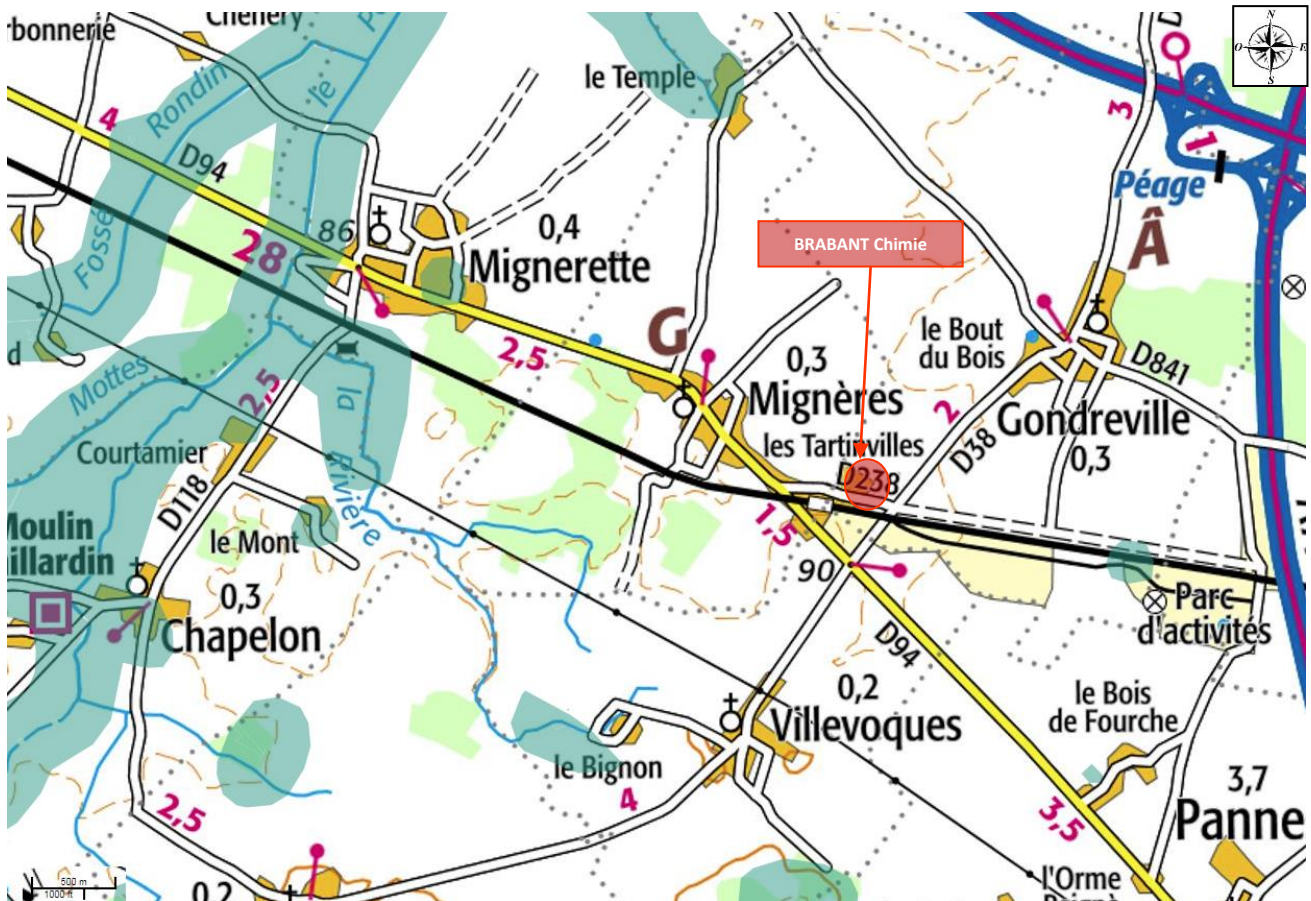 rbonnerie
Chenery
N
O
E
S
le Temple
Rondin
Fossé
le
4
D94
3
1
Péage
Â
86
28
0,4
Mignerette
BRABANT Chimie
G
2,5
le Bout
du Bois
D841
0,3
Mignères
2
Gondreville
D38
0,3
Mottes
la
Rivière
2,5
les Tartinvilles
D238
Courtamier
D118
1,5
Moulin
illardin
le Mont
90
Parc
d'activités
0,3
Chapelon
D94
le Bois
de Fourche
0,2
Villevoques
le Bignon
4
3,7
Panne
2,5
3,5
500 m
1000 ft
0,2
l'Orme